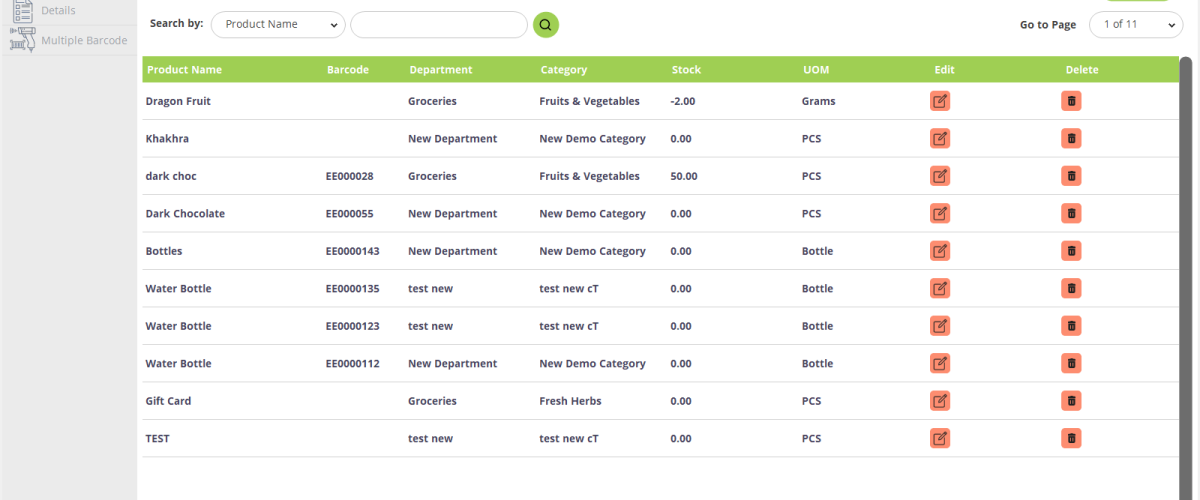 Details
Multiple Barcode
Search by: Product Name Go to Page 1 of 11
Product Name Barcode Department Category Stock UOM Edit Delete
Dragon Fruit Groceries Fruits & Vegetables -2.00 Grams
Khakhra New Department New Demo Category 0.00 PCS
dark choc EE000028 Groceries Fruits & Vegetables 50.00 PCS
Dark Chocolate EE000055 New Department New Demo Category 0.00 PCS
Bottles EE0000143 New Department New Demo Category 0.00 Bottle
Water Bottle EE0000135 test new test new cT 0.00 Bottle
Water Bottle EE0000123 test new test new cT 0.00 Bottle
Water Bottle EE0000112 New Department New Demo Category 0.00 Bottle
Gift Card Groceries Fresh Herbs 0.00 PCS
TEST test new test new cT 0.00 PCS